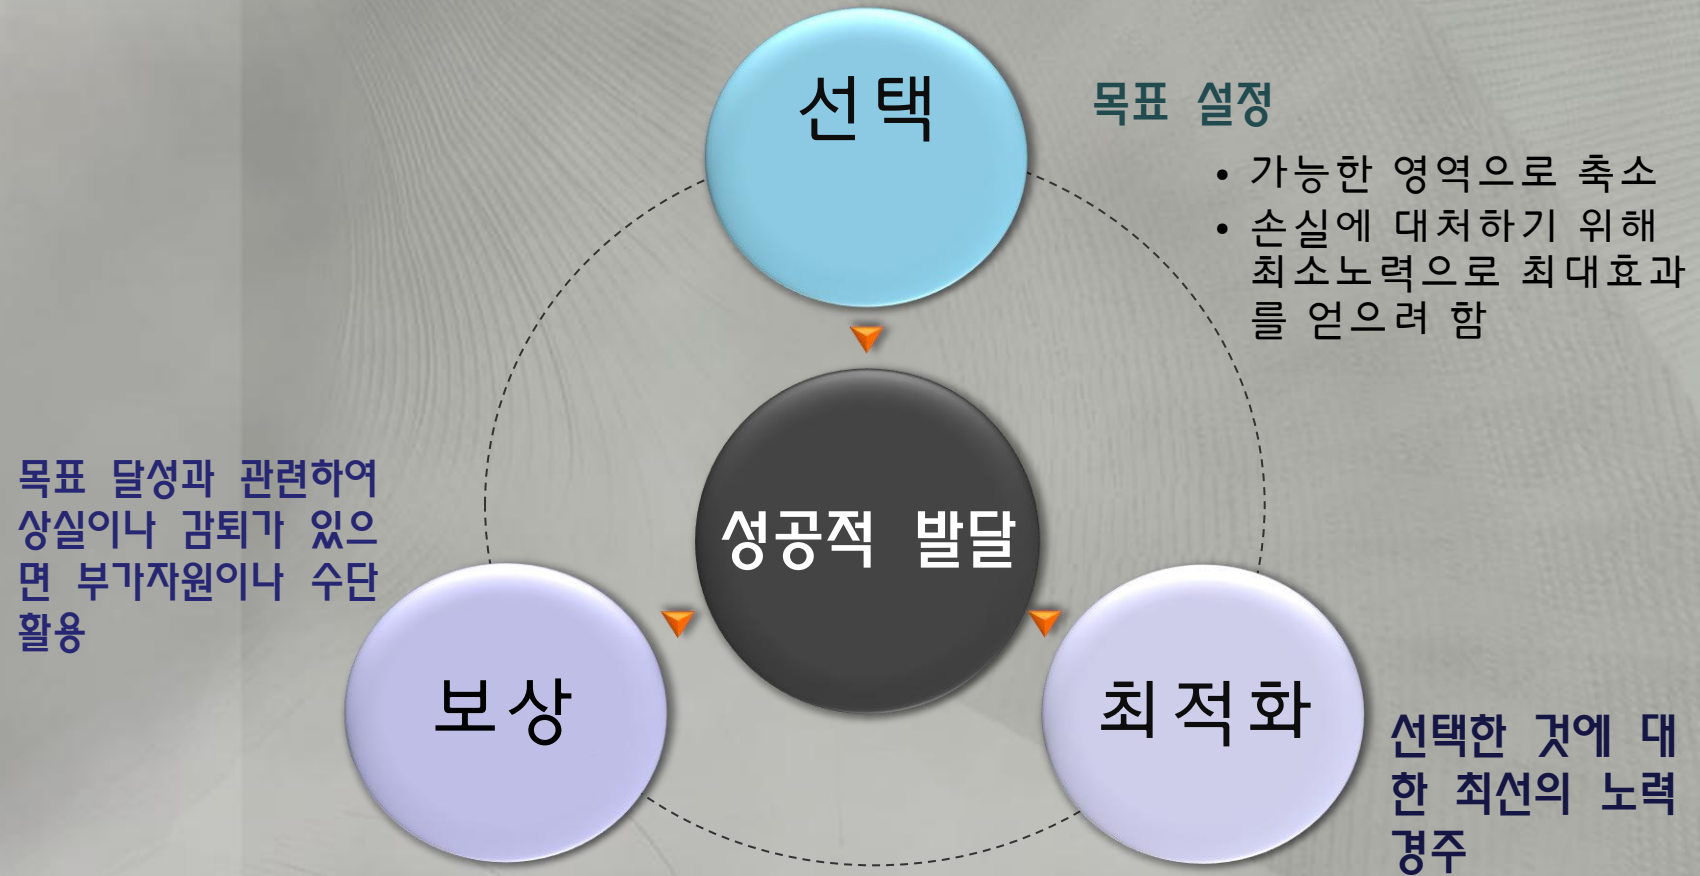 선택
목표 설정
• 가능한 영역으로 축소
• 손실에 대처하기 위해
최소노력으로 최대효과
를 얻으려 함
성공적 발달
목표 달성과 관련하여
상실이나 감퇴가 있으
면 부가자원이나 수단
활용
보상
최적화
선택한 것에 대
한 최선의 노력
경주